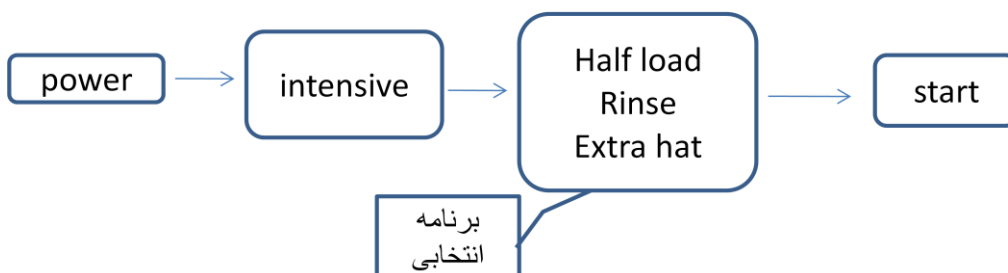 power
intensive
Half load
Rinse
Extra hat
start
برنامه
انتخابی